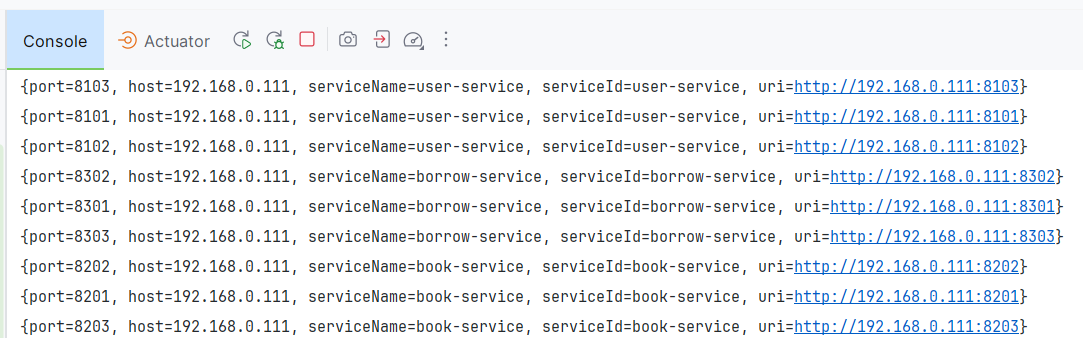 Console Actuator
{port=8103, host=192.168.0.111, serviceName=user-service, serviceId=user-service, uri=http://192.168.0.111:8103}
{port=8101, host=192.168.0.111, serviceName=user-service, serviceId=user-service, uri=http://192.168.0.111:8101}
{port=8102, host=192.168.0.111, serviceName=user-service, serviceId=user-service, uri=http://192.168.0.111:8102}
{port=8302, host=192.168.0.111, serviceName=borrow-service, serviceId=borrow-service, uri=http://192.168.0.111:8302}
{port=8301, host=192.168.0.111, serviceName=borrow-service, serviceId=borrow-service, uri=http://192.168.0.111:8301}
{port=8303, host=192.168.0.111, serviceName=borrow-service, serviceId=borrow-service, uri=http://192.168.0.111:8303}
{port=8202, host=192.168.0.111, serviceName=book-service, serviceId=book-service, uri=http://192.168.0.111:8202}
{port=8201, host=192.168.0.111, serviceName=book-service, serviceId=book-service, uri=http://192.168.0.111:8201}
{port=8203, host=192.168.0.111, serviceName=book-service, serviceId=book-service, uri=http://192.168.0.111:8203}